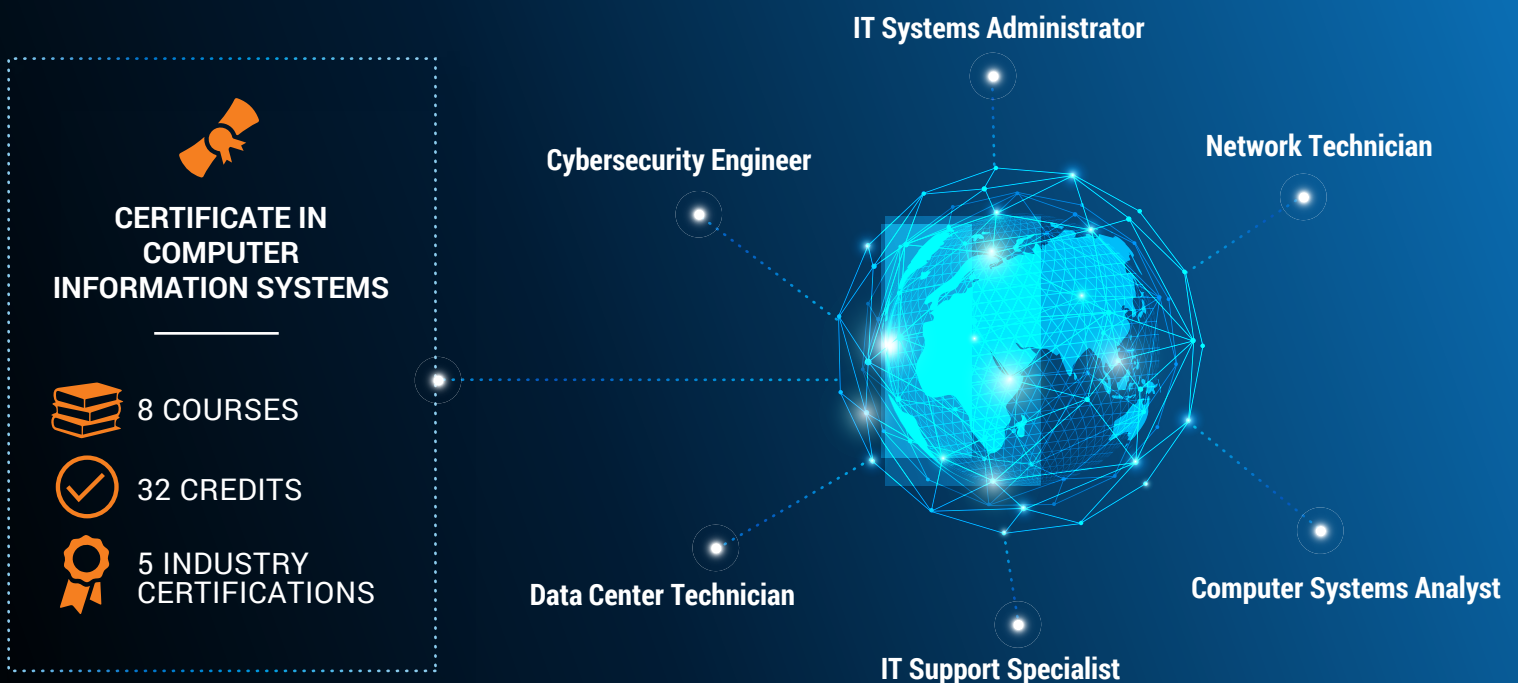 CERTIFICATE IN
COMPUTER
INFORMATION SYSTEMS
8 COURSES
32 CREDITS
5 INDUSTRY
CERTIFICATIONS
IT Systems Administrator
Cybersecurity Engineer
Network Technician
Data Center Technician
Computer Systems Analyst
IT Support Specialist